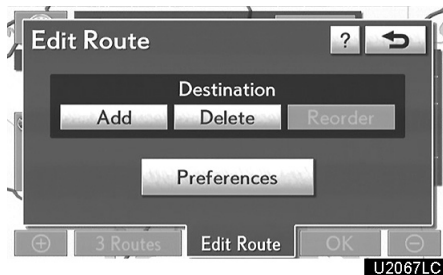 Edit Route ?
Destination
Add Delete Reorder
Preferences
3 Routes Edit Route OK
U2067LC